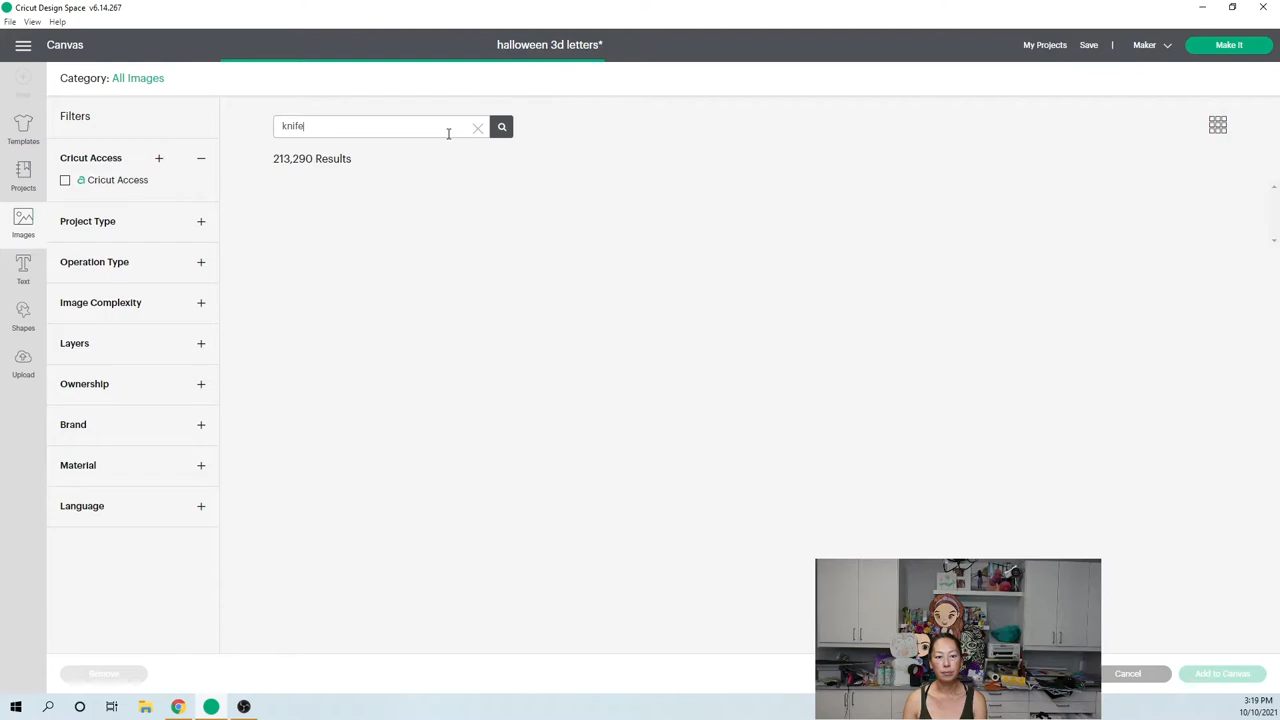 Cricut Design Space v6.14.267
File View Help
Canvas
halloween 3d letters*
My Projects Save | Maker Make It
Category: All Images
Templates
Projects
Images
Text
Shapes
Upload
Filters
Cricut Access
Cricut Access
Project Type
Operation Type
Image Complexity
Layers
Ownership
Brand
Material
Language
knife
213,290 Results
Cancel Add to Canvas
3:19 PM
10/10/2021